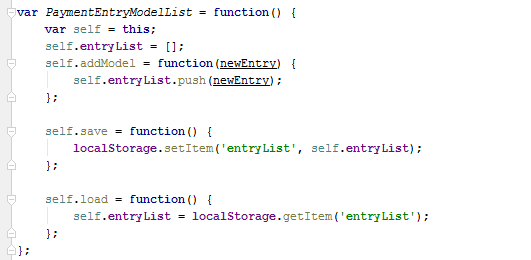 var PaymentEntryModelList = function() {
    var self = this;
    self.entryList = [];
    self.addModel = function(newEntry) {
        self.entryList.push(newEntry);
    };

    self.save = function() {
        localStorage.setItem('entryList', self.entryList);
    };

    self.load = function() {
        self.entryList = localStorage.getItem('entryList');
    };
};